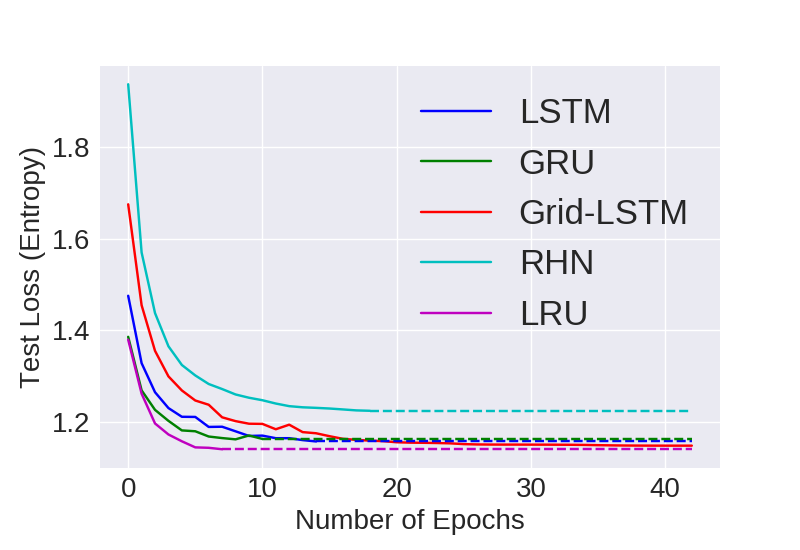 Test Loss (Entropy)
1.8
1.6
1.4
1.2
LSTM
GRU
Grid-LSTM
RHN
LRU
0
10
20
30
40
Number of Epochs